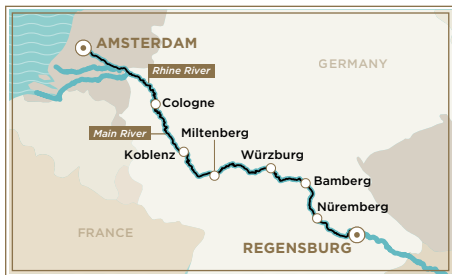 AMSTERDAM
GERMANY
Rhine River
Cologne
Main River
Miltenberg
Koblenz
Würzburg
Bamberg
Nüremberg
FRANCE
REGENSBURG